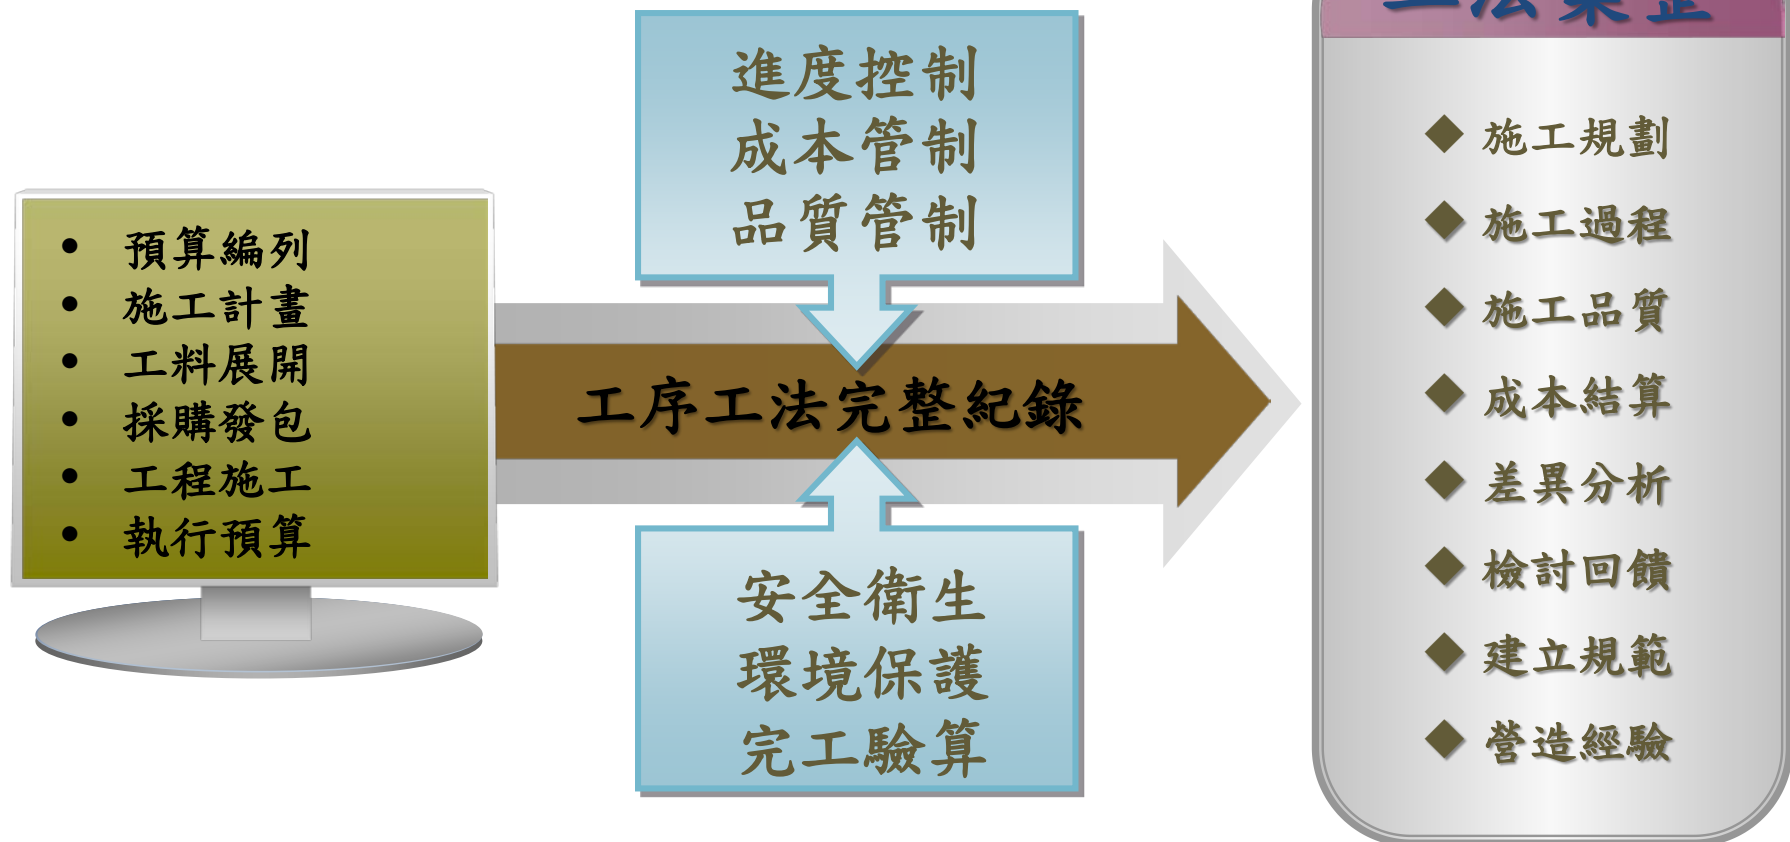 預算編列
施工計畫
工料展開
採購發包
工程施工
執行預算
進度控制
成本管制
品質管制
工序工法完整紀錄
安全衛生
環境保護
完工驗算
工法彙整
施工規劃
施工過程
施工品質
成本結算
差異分析
檢討回饋
建立規範
營造經驗